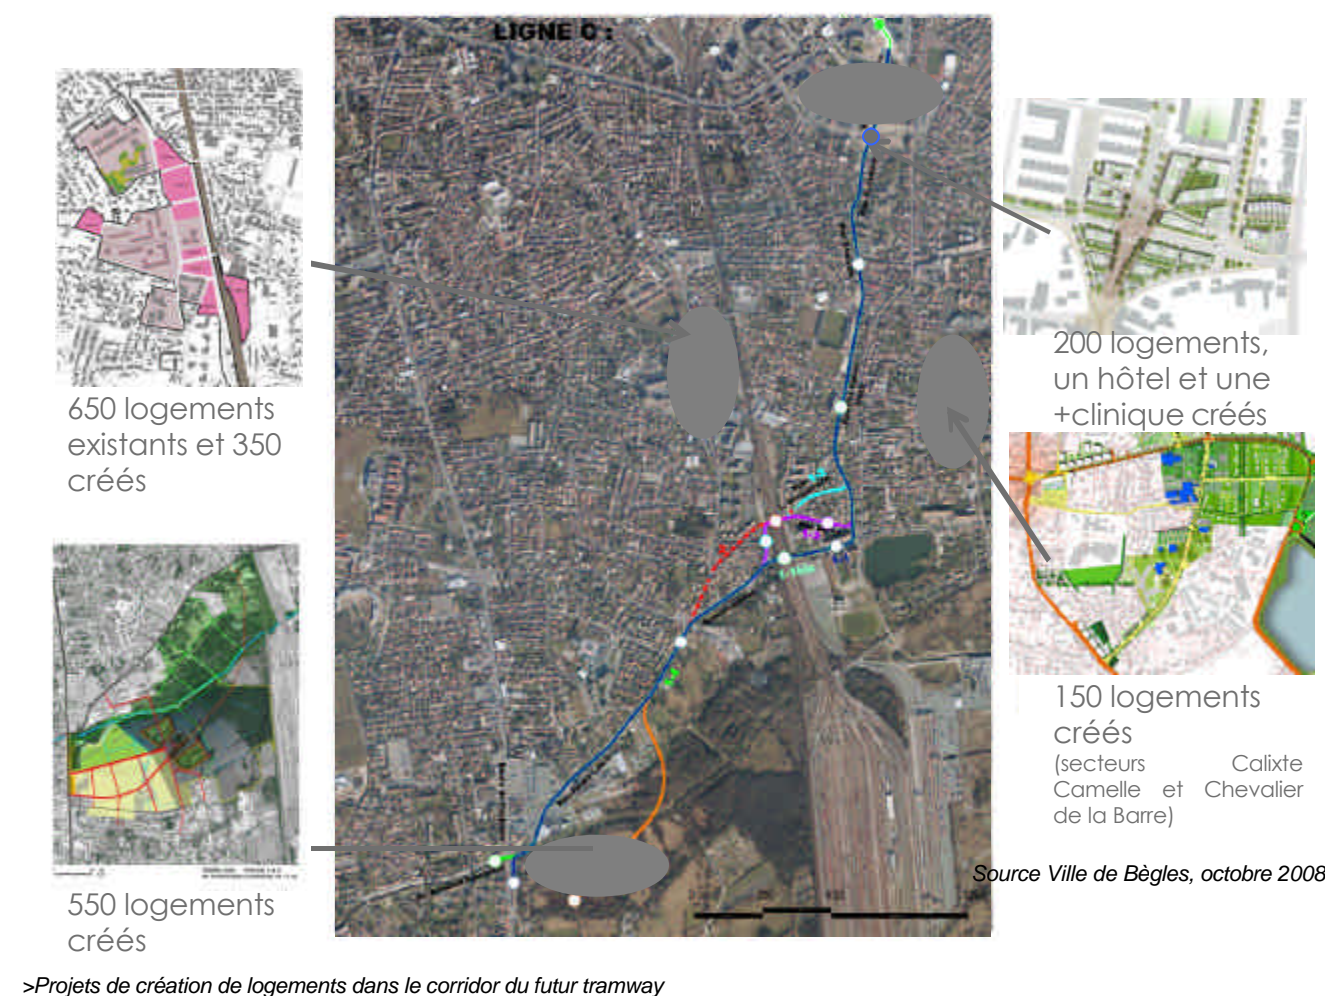 LIGNE C :
650 logements
existants et 350
créés
550 logements
créés
200 logements,
un hôtel et une
+clinique créés
150 logements
créés
(secteurs Calixte
Camelle et Chevalier
de la Barre)
Source Ville de Bègles, octobre 2008
>Projets de création de logements dans le corridor du futur tramway